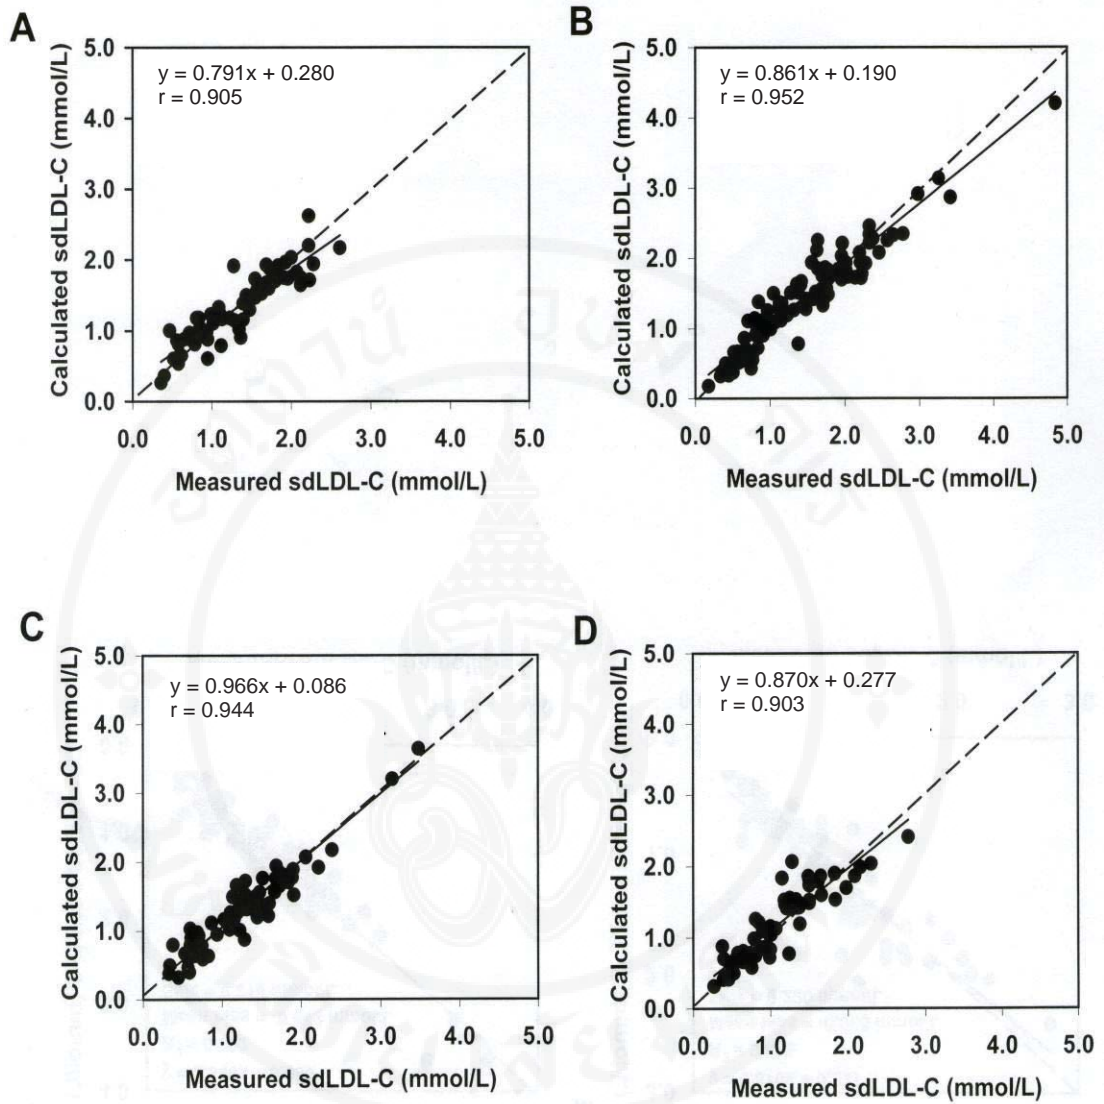 A
Calculated sdLDL-C (mmol/L)
y = 0.791x + 0.280
r = 0.905
5.0
4.0
3.0
2.0
1.0
0.0
0.0 1.0 2.0 3.0 4.0 5.0
Measured sdLDL-C (mmol/L)
B
Calculated sdLDL-C (mmol/L)
y = 0.861x + 0.190
r = 0.952
5.0
4.0
3.0
2.0
1.0
0.0
0.0 1.0 2.0 3.0 4.0 5.0
Measured sdLDL-C (mmol/L)
C
Calculated sdLDL-C (mmol/L)
y = 0.966x + 0.086
r = 0.944
5.0
4.0
3.0
2.0
1.0
0.0
0.0 1.0 2.0 3.0 4.0 5.0
Measured sdLDL-C (mmol/L)
D
Calculated sdLDL-C (mmol/L)
y = 0.870x + 0.277
r = 0.903
5.0
4.0
3.0
2.0
1.0
0.0
0.0 1.0 2.0 3.0 4.0 5.0
Measured sdLDL-C (mmol/L)